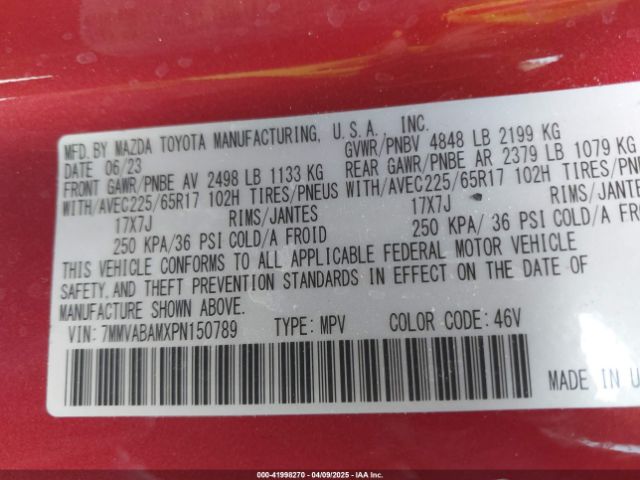 MFD. BY MAZDA TOYOTA MANUFACTURING, U.S.A. INC.
DATE 06/23 GVWR/PNBV 4848 LB 2199 KG
FRONT GAWR/PNBE AV 2498 LB 1133 KG REAR GAWR/PNBE AR 2379 LB 1079 KG
WITH/AVEC225/65R17 102H TIRES/PNEUS WITH/AVEC225/65R17 102H TIRES/PNEU
17X7J RIMS/JANTES 17X7J RIMS/JANT
250 KPA/36 PSI COLD/A FROID 250 KPA/ 36 PSI COLD/A FROI
THIS VEHICLE CONFORMS TO ALL APPLICABLE FEDERAL MOTOR VEHICLE
SAFETY, AND THEFT PREVENTION STANDARDS IN EFFECT ON THE DATE OF
MANUFACTURE SHOWN ABOVE.
VIN: 7MMVABAMXPN150789 TYPE: MPV COLOR CODE: 46V
MADE IN U
000-41998270 - 04/09/2025 - IAAI.CA